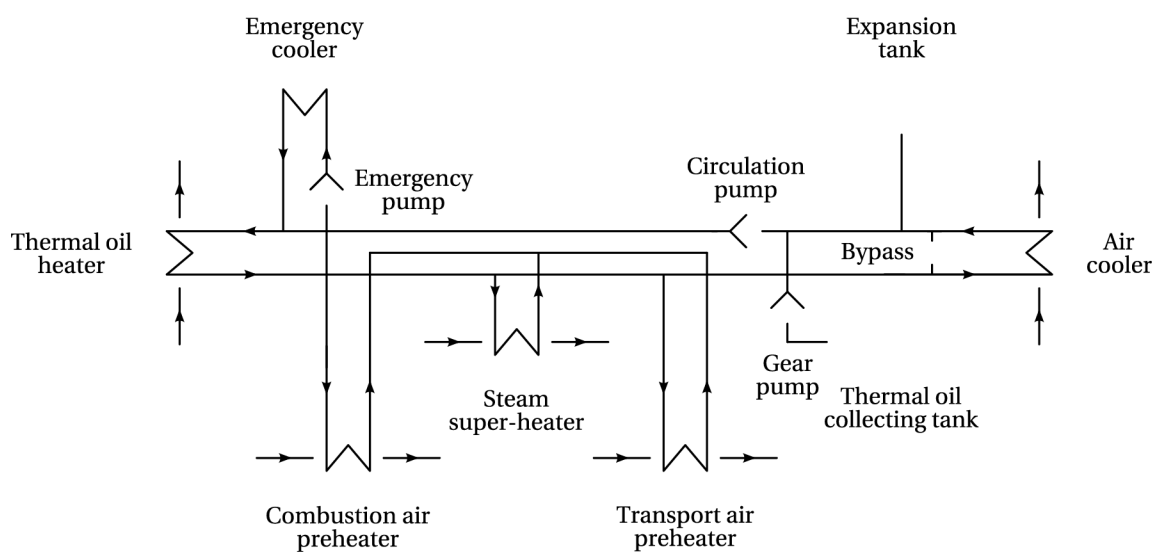 Emergency
cooler
Expansion
tank
Circulation
pump
Emergency
pump
Thermal oil
heater
Bypass
Air
cooler
Gear
pump
Steam
super-heater
Thermal oil
collecting tank
Combustion air
preheater
Transport air
preheater